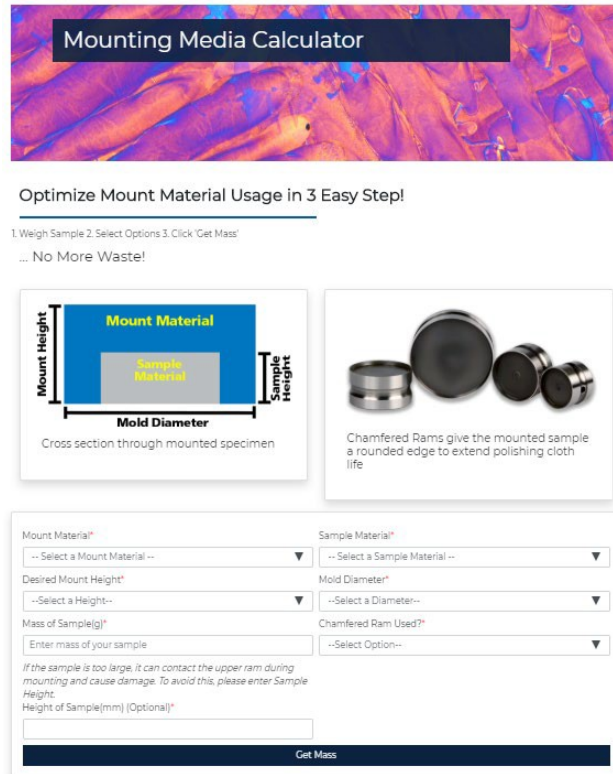 Mounting Media Calculator
Optimize Mount Material Usage in 3 Easy Step!
1. Weigh Sample 2. Select Options 3. Click 'Get Mass'
... No More Waste!
Mount Height
Mount Material
Sample
Material
Sample
Height
Mold Diameter
Cross section through mounted specimen
Chamfered Rams give the mounted sample
a rounded edge to extend polishing cloth
life
Mount Material*
-- Select a Mount Material --
Sample Material*
-- Select a Sample Material --
Desired Mount Height*
--Select a Height--
Mold Diameter*
--Select a Diameter--
Mass of Sample(g)*
Enter mass of your sample
Chamfered Ram Used?*
--Select Option--
If the sample is too large, it can contact the upper ram during
mounting and cause damage. To avoid this, please enter Sample
Height.
Height of Sample(mm) (Optional)*
Get Mass